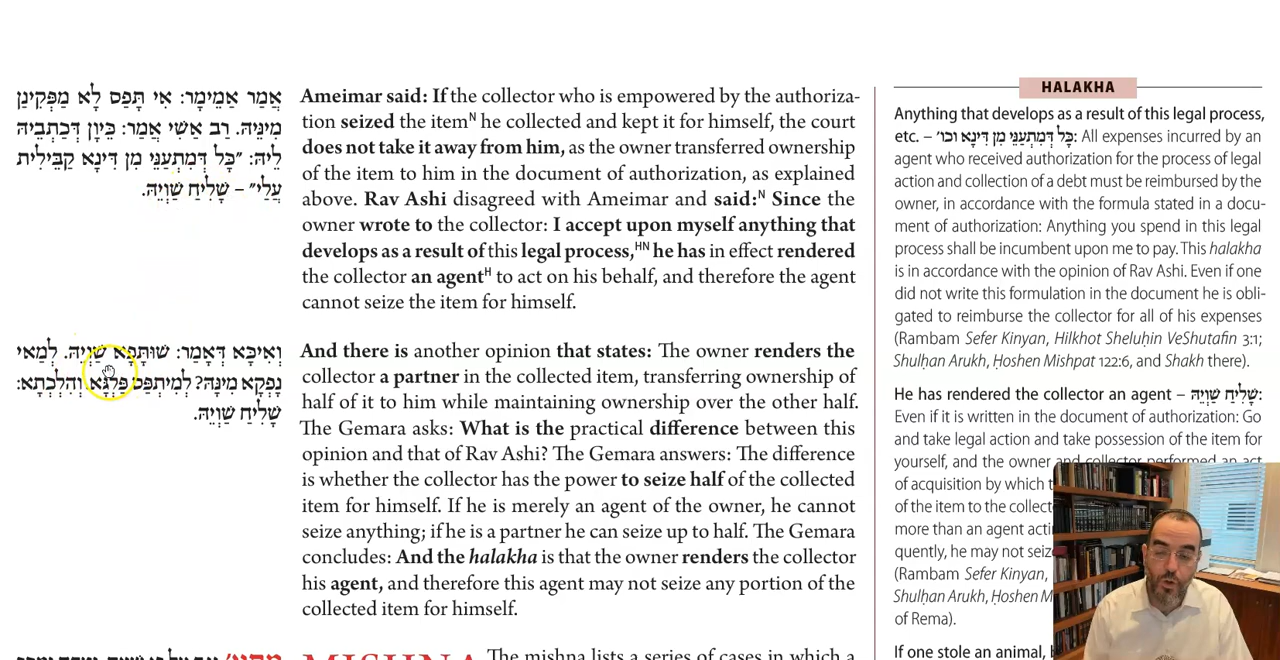 אֲמַר אַמֵימָר: אִי תָּפַס לָא מַפְּקִינַן
מִינֵּיהּ. רַב אָשֵׁי אָמַר: כֵּיוָן דִּכְתַבֵיהּ
לֵיהּ: ״כׇּל דְּמִתְעֲנֵי מִן דִּינָא קַבֵּילִית
עֲלַי״ – שָׁלִיחַ שַׁוְּיֵהּ.
וְאִיכָּא דְּאָמַר: שׁוּתָּפָא שַׁוְּיֵהּ. לְמַאי
נָפְקָא מִינַּהּ? לְמִיתְפַּס פַּלְגָא. וְהִלְכְתָא:
שָׁלִיחַ שַׁוְּיֵהּ.
Ameimar said: If the collector who is empowered by the authoriza-
tion seized the itemᴺ he collected and kept it for himself, the court
does not take it away from him, as the owner transferred ownership
of the item to him in the document of authorization, as explained
above. Rav Ashi disagreed with Ameimar and said:ᴺ Since the
owner wrote to the collector: I accept upon myself anything that
develops as a result of this legal process,ᴴᴺ he has in effect rendered
the collector an agentᴴ to act on his behalf, and therefore the agent
cannot seize the item for himself.
And there is another opinion that states: The owner renders the
collector a partner in the collected item, transferring ownership of
half of it to him while maintaining ownership over the other half.
The Gemara asks: What is the practical difference between this
opinion and that of Rav Ashi? The Gemara answers: The difference
is whether the collector has the power to seize half of the collected
item for himself. If he is merely an agent of the owner, he cannot
seize anything; if he is a partner he can seize up to half. The Gemara
concludes: And the halakha is that the owner renders the collector
his agent, and therefore this agent may not seize any portion of the
collected item for himself.
MISHNA The mishna lists a series of cases in which a
HALAKHA
Anything that develops as a result of this legal process,
etc. – כׇּל דְּמִתְעֲנֵי מִן דִּינָא וכו׳: All expenses incurred by an
agent who received authorization for the process of legal
action and collection of a debt must be reimbursed by the
owner, in accordance with the formula stated in a docu-
ment of authorization: Anything you spend in this legal
process shall be incumbent upon me to pay. This halakha
is in accordance with the opinion of Rav Ashi. Even if one
did not write this formulation in the document he is obli-
gated to reimburse the collector for all of his expenses
(Rambam Sefer Kinyan, Hilkhot Sheluḥin VeShutafin 3:1;
Shulḥan Arukh, Ḥoshen Mishpat 122:6, and Shakh there).
He has rendered the collector an agent – שָׁלִיחַ שַׁוְּיֵהּ:
Even if it is written in the document of authorization: Go
and take legal action and take possession of the item for
yourself, and the owner and collector performed an act
of acquisition by which
of the item to the collect
more than an agent acti
quently, he may not seiz
(Rambam Sefer Kinyan,
Shulḥan Arukh, Ḥoshen M
of Rema).
If one stole an animal,